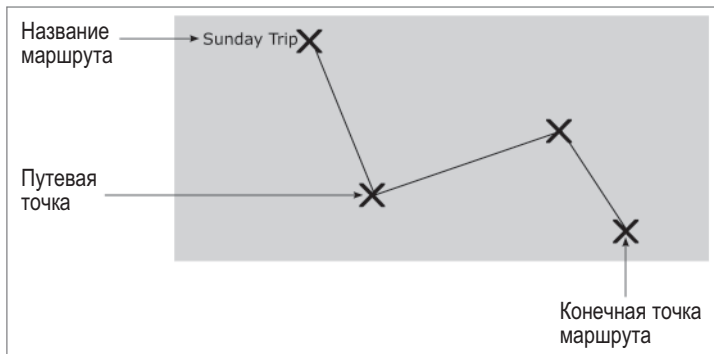 Название
маршрута
Sunday Trip
Путевая
точка
Конечная точка
маршрута